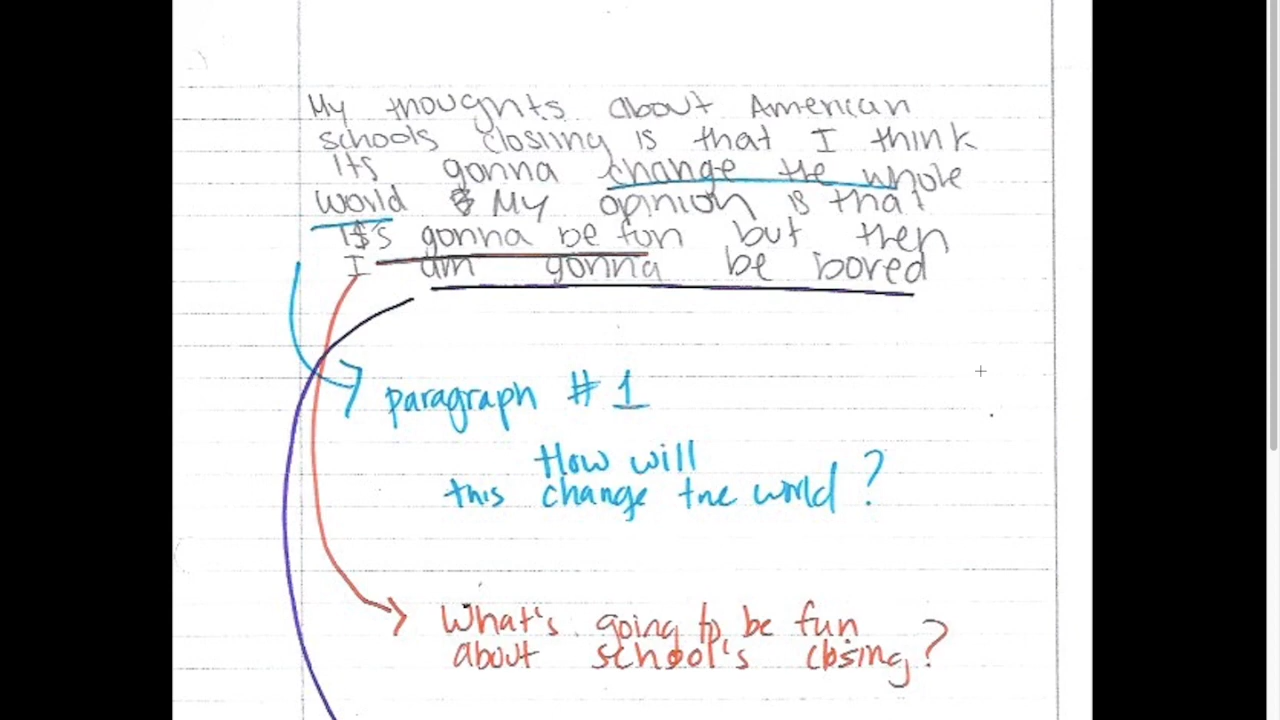 My thoughts about American
schools closiing is that I think
Its gonna change the whole
World My opinion is that
It's gonna be fun but then
I am gonna be bored
paragraph # 1
How will
this change the world ?
What's going to be fun
about school's closing?